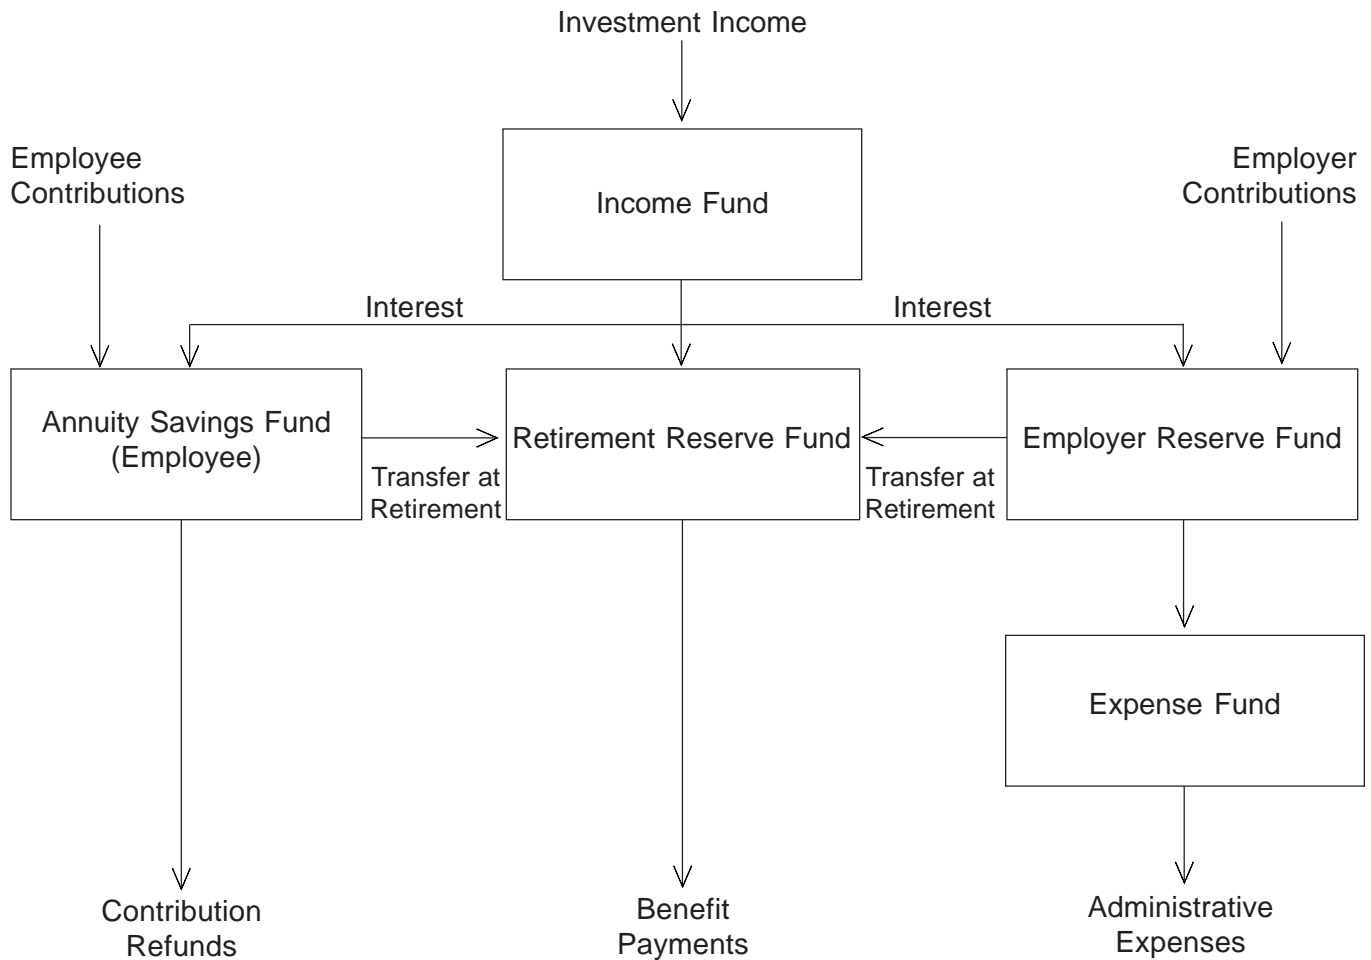 Investment Income
Employee
Contributions
Employer
Contributions
Income Fund
Interest
Interest
Annuity Savings Fund
(Employee)
Retirement Reserve Fund
Employer Reserve Fund
Transfer at
Retirement
Transfer at
Retirement
Expense Fund
Contribution
Refunds
Benefit
Payments
Administrative
Expenses